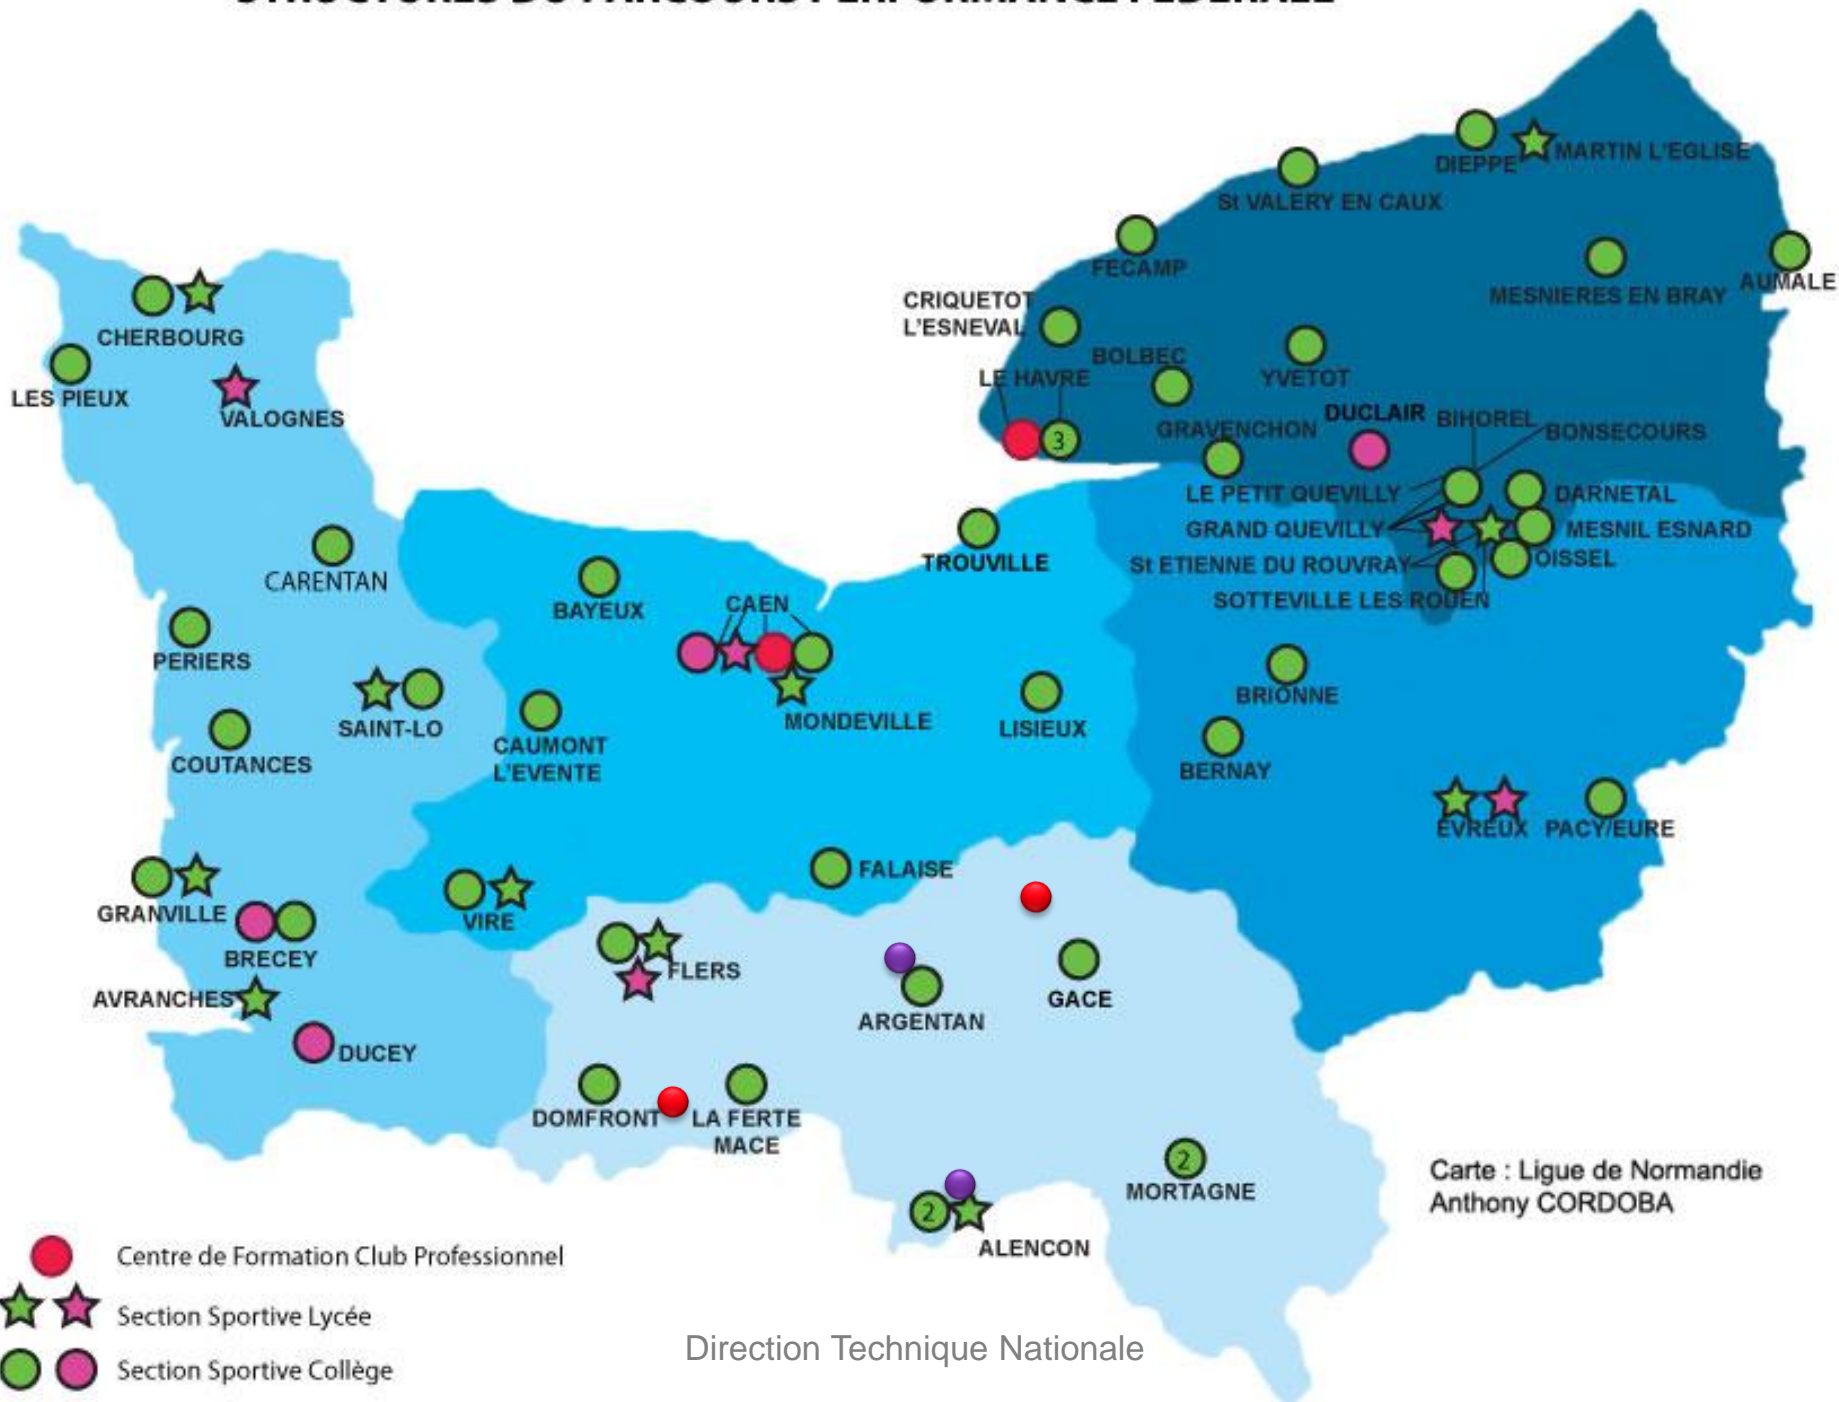 STRUCTURES DU PARCOURS PERFORMANCE FEDERALE
DIEPPE
MARTIN L'EGLISE
St VALERY EN CAUX
FECAMP
MESNIERES EN BRAY
AUMALE
CRIQUETOT
L'ESNEVAL
BOLBEC
LE HAVRE
YVETOT
3
GRAVENCHON
DUCLAIR
BIHOREL
BONSECOURS
LE PETIT QUEVILLY
DARNETAL
GRAND QUEVILLY
MESNIL ESNARD
St ETIENNE DU ROUVRAY
OISSEL
SOTTEVILLE LES ROUEN
CHERBOURG
LES PIEUX
VALOGNES
CARENTAN
PERIERS
SAINT-LO
COUTANCES
BAYEUX
CAEN
TROUVILLE
MONDEVILLE
LISIEUX
CAUMONT
L'EVENTE
BRIONNE
BERNAY
EVREUX
PACY/EURE
FALAISE
VIRE
GRANVILLE
BRECEY
AVRANCHES
DUCEY
FLERS
ARGENTAN
GACE
DOMFRONT
LA FERTE
MACE
2
MORTAGNE
2
ALENCON
Carte : Ligue de Normandie
Anthony CORDOBA
Centre de Formation Club Professionnel
Section Sportive Lycée
Section Sportive Collège
Direction Technique Nationale